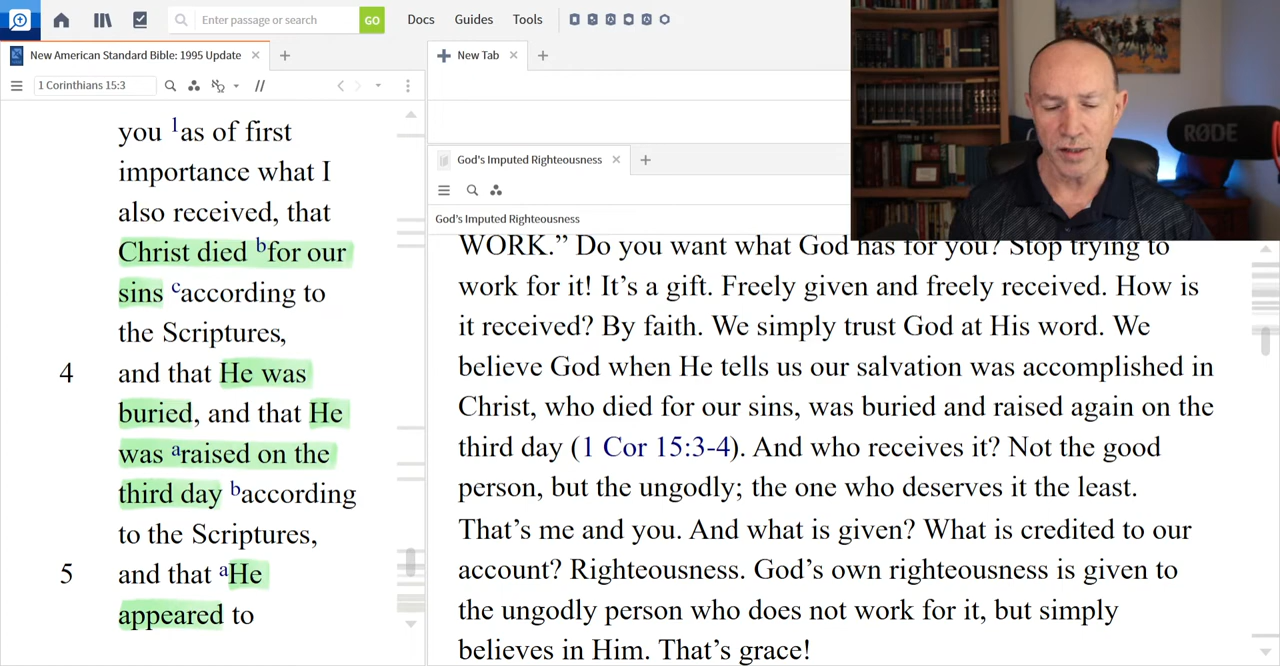 Enter passage or search
GO
Docs
Guides
Tools
New American Standard Bible: 1995 Update
New Tab
1 Corinthians 15:3
you 1as of first
importance what I
also received, that
Christ died bfor our
sins caccording to
the Scriptures,
4 and that He was
buried, and that He
was araised on the
third day baccording
to the Scriptures,
5 and that aHe
appeared to
God's Imputed Righteousness
God's Imputed Righteousness
WORK.” Do you want what God has for you? Stop trying to
work for it! It’s a gift. Freely given and freely received. How is
it received? By faith. We simply trust God at His word. We
believe God when He tells us our salvation was accomplished in
Christ, who died for our sins, was buried and raised again on the
third day (1 Cor 15:3-4). And who receives it? Not the good
person, but the ungodly; the one who deserves it the least.
That’s me and you. And what is given? What is credited to our
account? Righteousness. God’s own righteousness is given to
the ungodly person who does not work for it, but simply
believes in Him. That’s grace!
RØDE